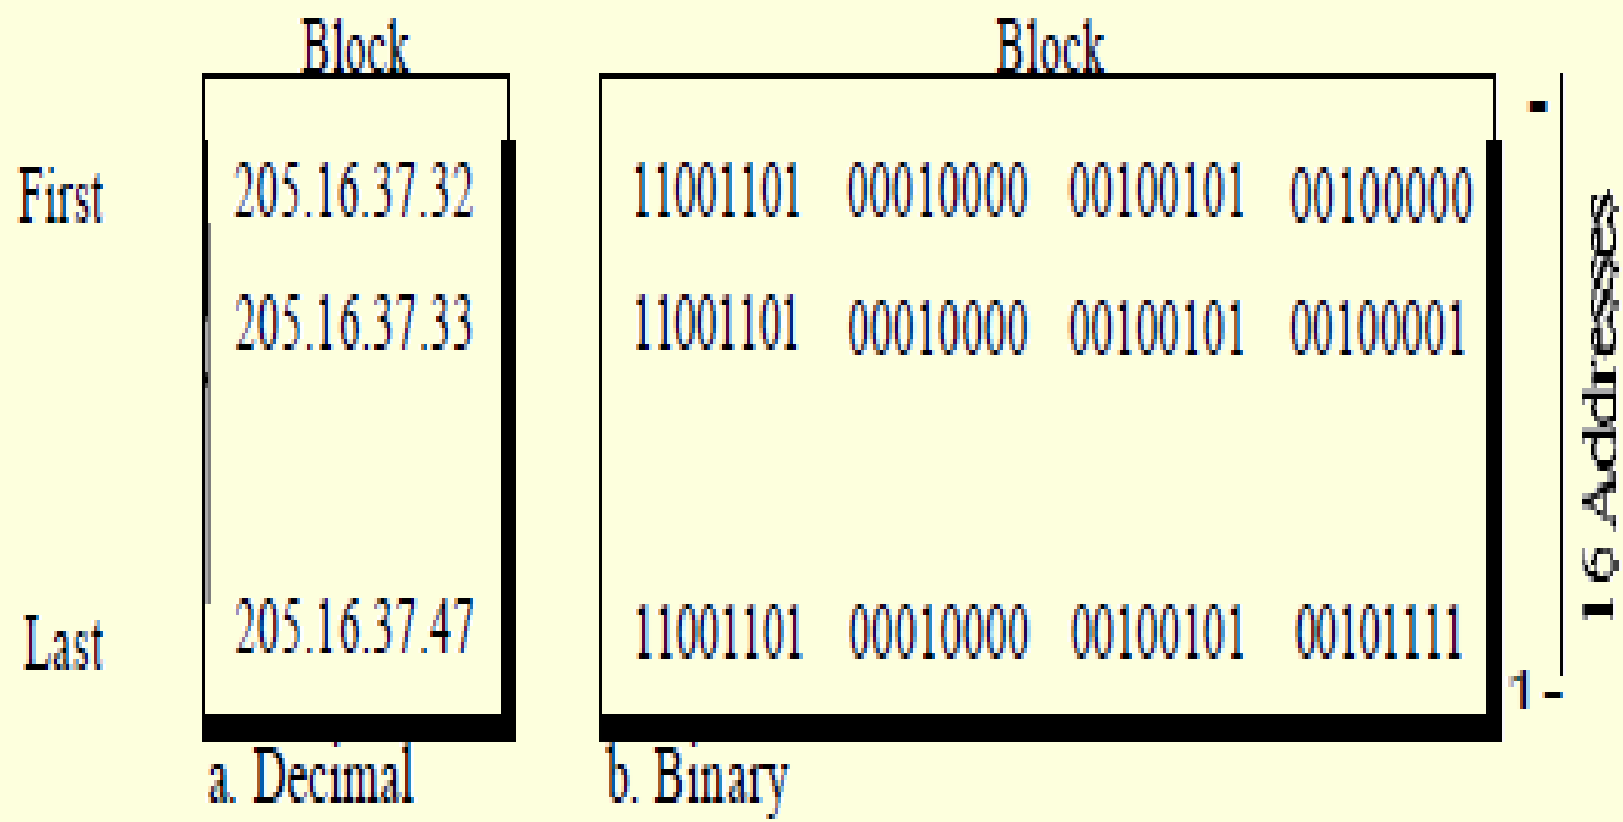 Block Block
First 205.16.37.32 11001101 00010000 00100101 00100000
205.16.37.33 11001101 00010000 00100101 00100001
Last 205.16.37.47 11001101 00010000 00100101 00101111
1-
a. Decimal b. Binary
16 Addresses